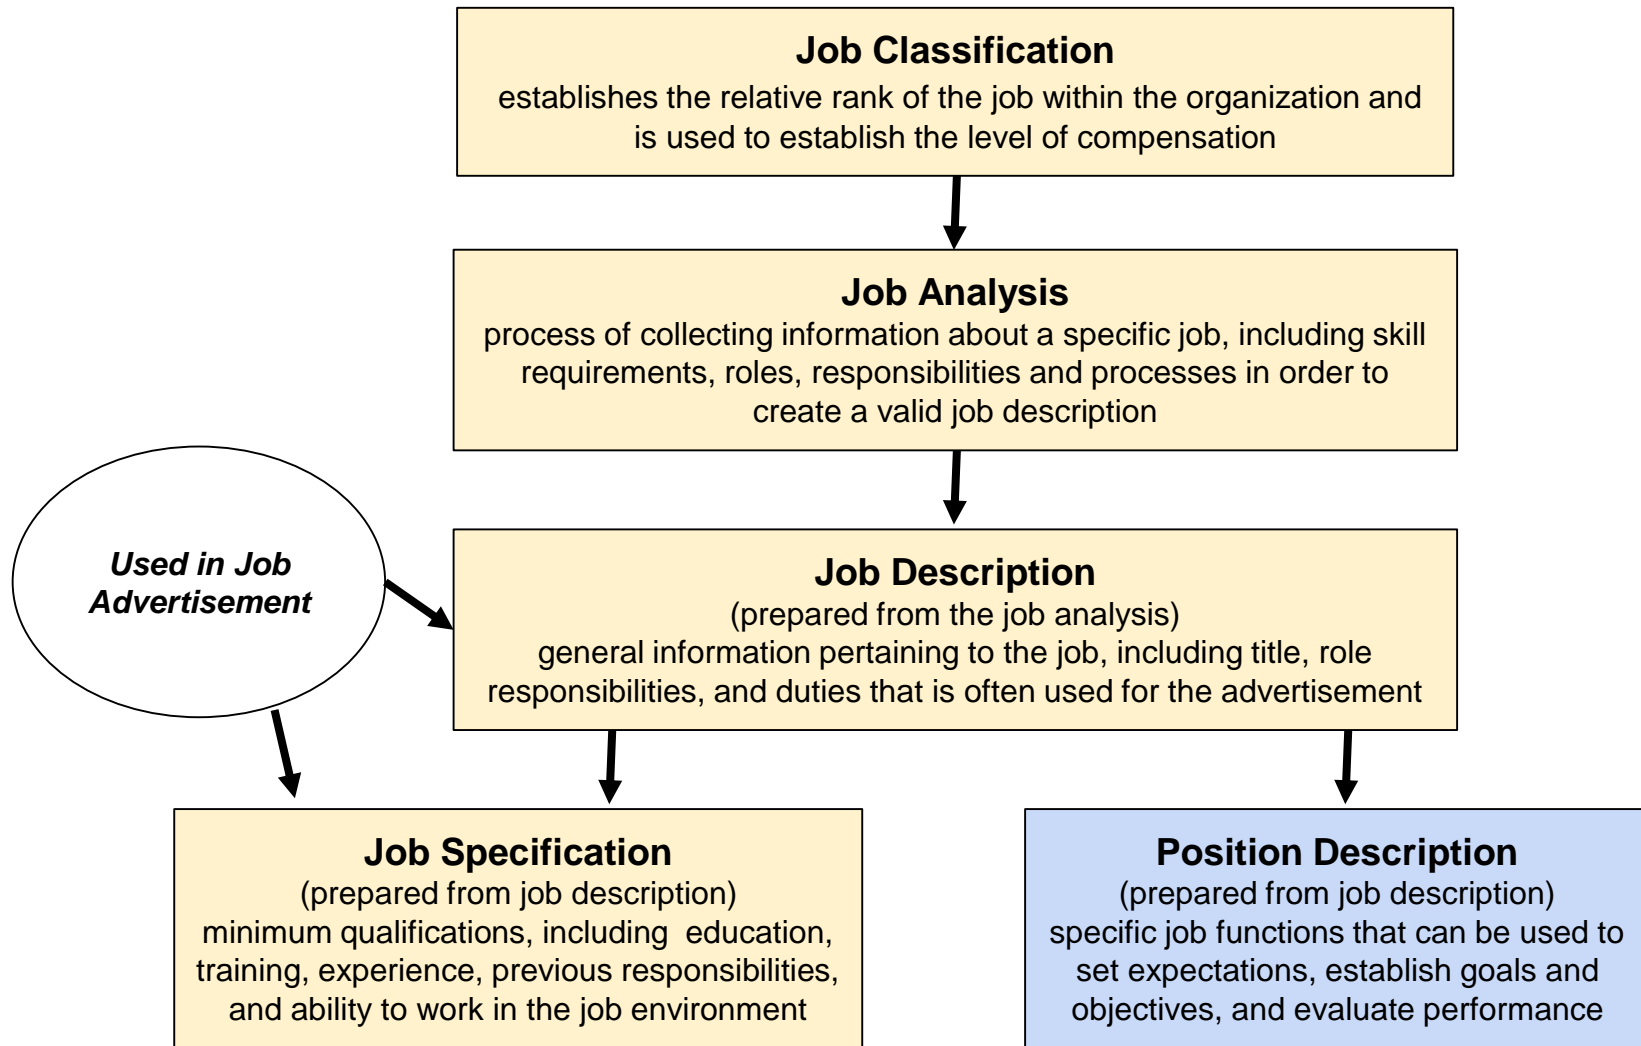 Job Classification
establishes the relative rank of the job within the organization and
is used to establish the level of compensation
Job Analysis
process of collecting information about a specific job, including skill
requirements, roles, responsibilities and processes in order to
create a valid job description
Used in Job
Advertisement
Job Description
(prepared from the job analysis)
general information pertaining to the job, including title, role
responsibilities, and duties that is often used for the advertisement
Job Specification
(prepared from job description)
minimum qualifications, including education,
training, experience, previous responsibilities,
and ability to work in the job environment
Position Description
(prepared from job description)
specific job functions that can be used to
set expectations, establish goals and
objectives, and evaluate performance